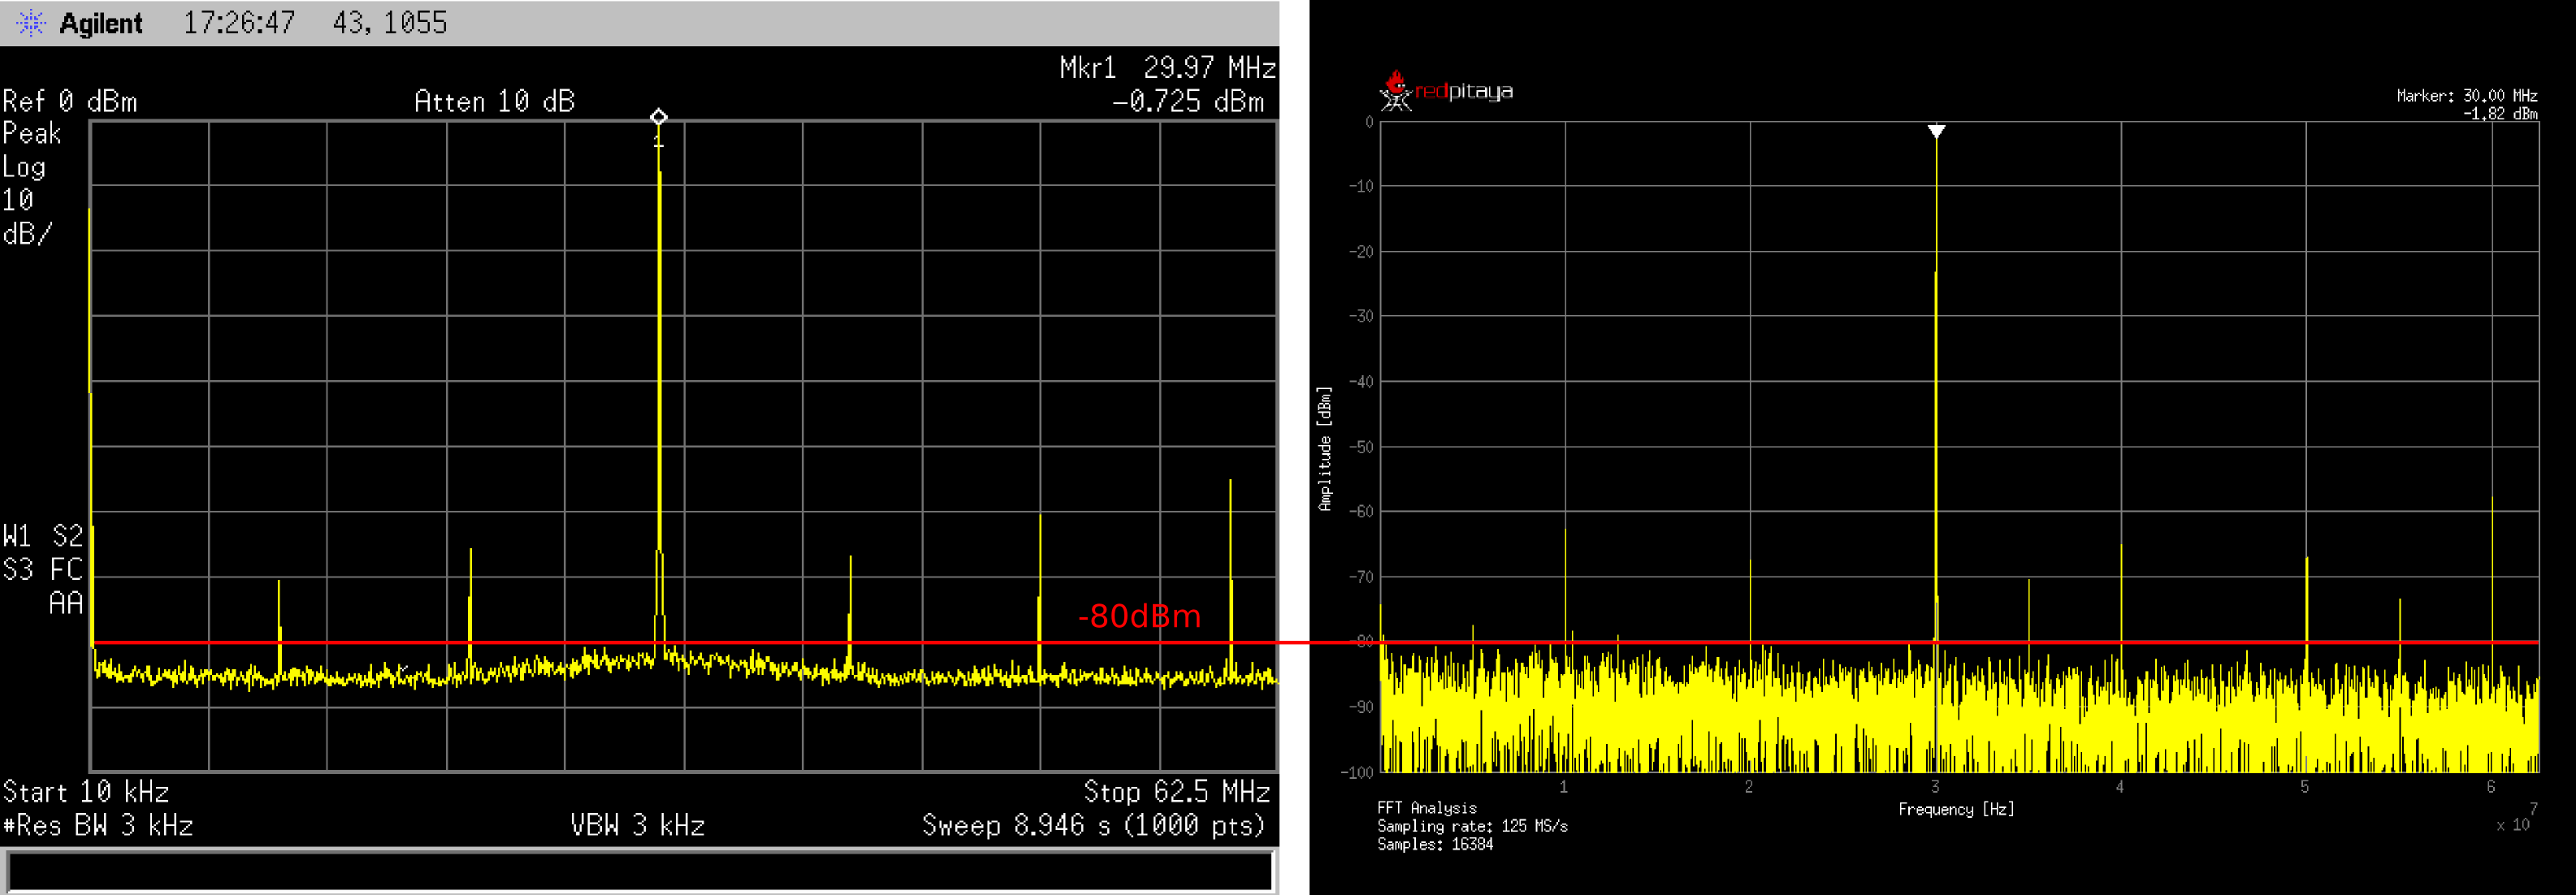 Agilent 17:26:47 43, 1055
Mkr1 29.97 MHz
Ref 0 dBm Atten 10 dB -0.725 dBm
Peak
Log
10
dB/
1
W1 S2
S3 FC
AA
-80dBm
Start 10 kHz Stop 62.5 MHz
#Res BW 3 kHz VBW 3 kHz Sweep 8.946 s (1000 pts)
redpitaya
Marker: 30.00 MHz
-1.82 dBm
0
-10
-20
-30
-40
-50
-60
-70
-80
-90
-100
Amplitude [dBm]
1 2 3 4 5 6
Frequency [Hz]
x 10^7
FFT Analysis
Sampling rate: 125 MS/s
Samples: 16384